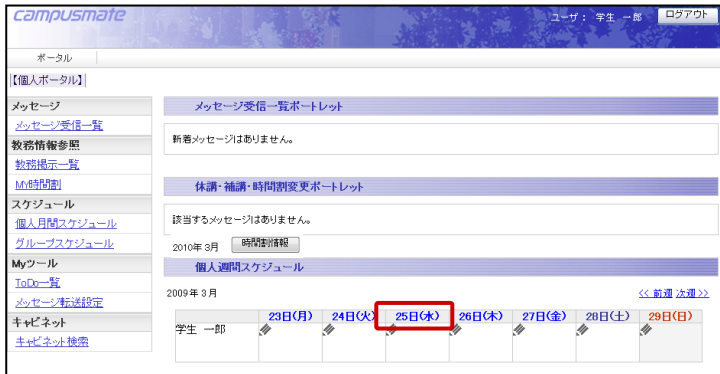 campusmate
ユーザ： 学生 一郎 ログアウト
ポータル
【個人ポータル】
メッセージ
メッセージ受信一覧
教務情報参照
教務掲示一覧
MY時間割
スケジュール
個人月間スケジュール
グループスケジュール
Myツール
ToDo一覧
メッセージ転送設定
キャビネット
キャビネット検索
メッセージ受信一覧ポートレット
新着メッセージはありません。
休講・補講・時間割変更ポートレット
該当するメッセージはありません。
2010年 3月 時間割情報
個人週間スケジュール
2009年 3月 << 前週 次週 >>
23日(月) 24日(火) 25日(水) 26日(木) 27日(金) 28日(土) 29日(日)
学生 一郎